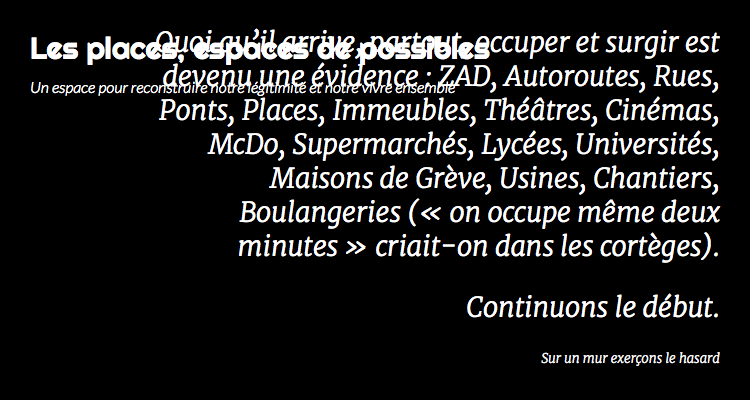 Les places, espaces de possibles
Un espace pour reconstruire notre légitimité et notre vivre ensemble
Quoi qu’il arrive, partout, occuper et surgir est
devenu une évidence : ZAD, Autoroutes, Rues,
Ponts, Places, Immeubles, Théâtres, Cinémas,
McDo, Supermarchés, Lycées, Universités,
Maisons de Grève, Usines, Chantiers,
Boulangeries (« on occupe même deux
minutes » criait-on dans les cortèges).
Continuons le début.
Sur un mur exerçons le hasard